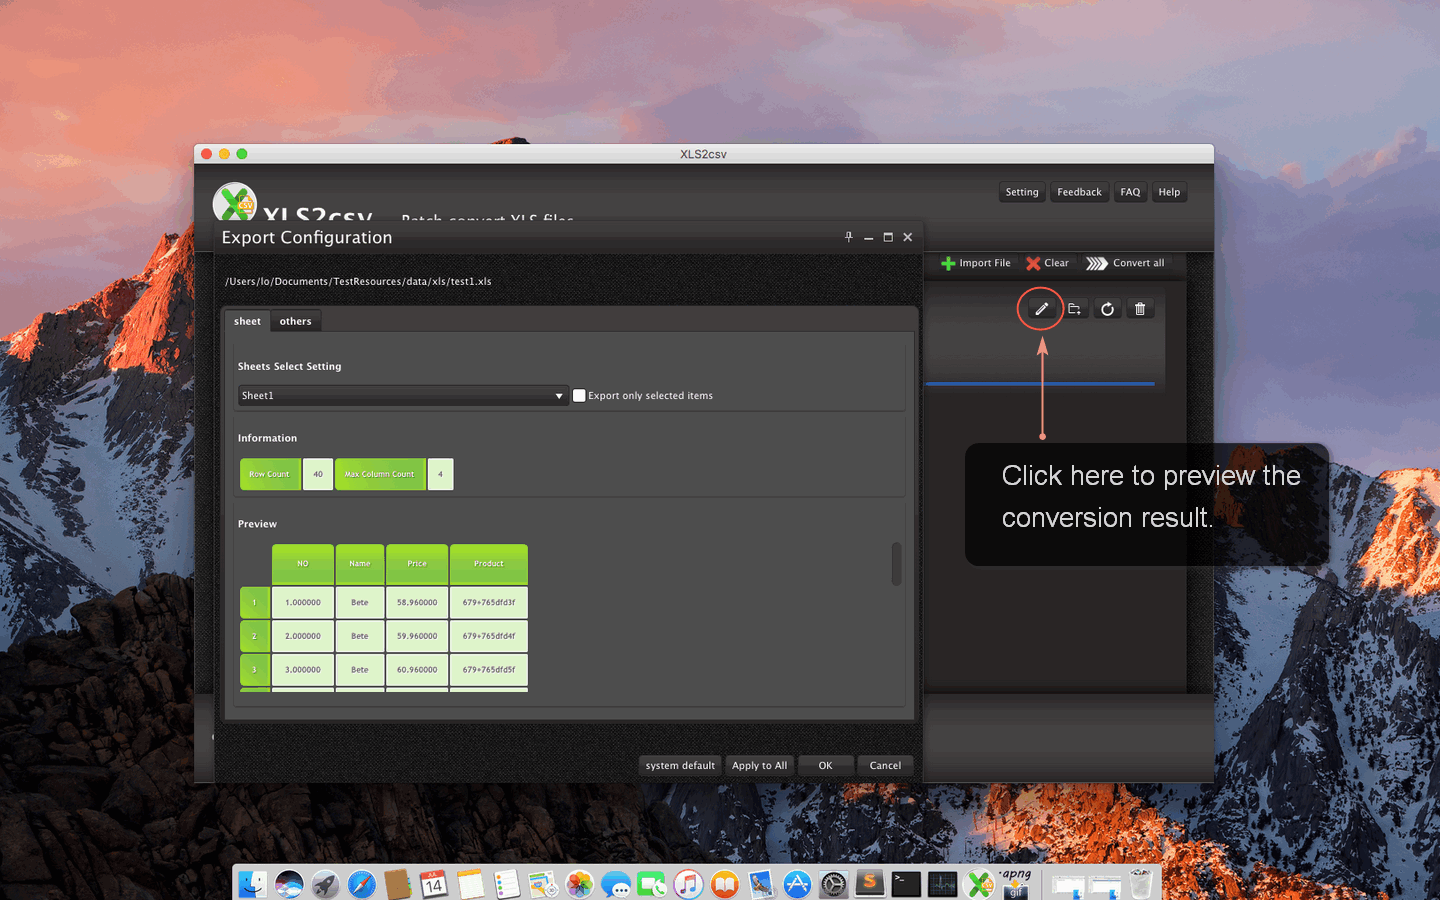 XLS2csv
XLS2csv Batch convert XLS files
Setting Feedback FAQ Help
Export Configuration
Import File Clear Convert all
/Users/lo/Documents/TestResources/data/xls/test1.xls
sheet others
Sheets Select Setting
Sheet1 Export only selected items
Information
Row Count 40 Max Column Count 4
Click here to preview the
conversion result.
Preview
NO Name Price Product
1 1.000000 Bete 58.960000 679+765dfd3f
2 2.000000 Bete 59.960000 679+765dfd4f
3 3.000000 Bete 60.960000 679+765dfd5f
system default Apply to All OK Cancel
JUL
14
CSV
apng
gif